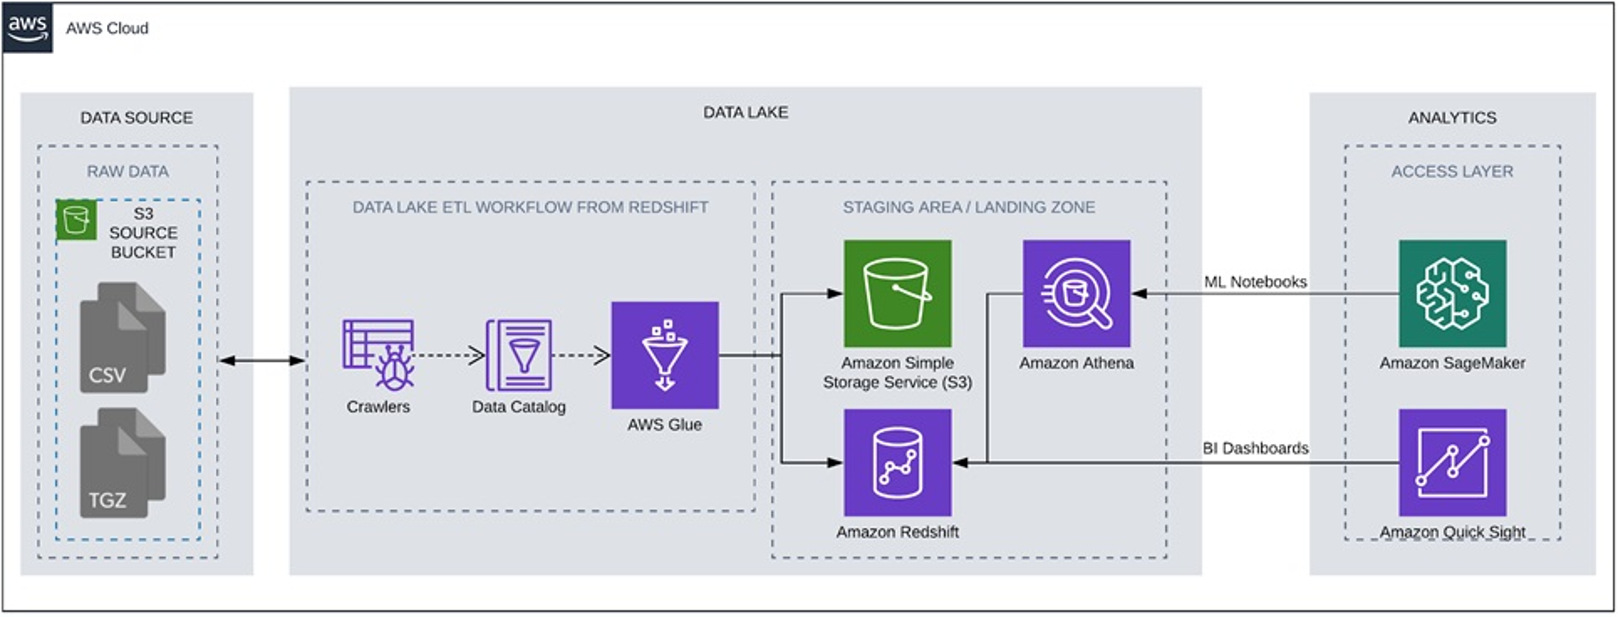 aws
AWS Cloud
DATA SOURCE
RAW DATA
S3
SOURCE
BUCKET
CSV
TGZ
DATA LAKE
DATA LAKE ETL WORKFLOW FROM REDSHIFT
Crawlers
Data Catalog
AWS Glue
STAGING AREA / LANDING ZONE
Amazon Simple
Storage Service (S3)
Amazon Athena
Amazon Redshift
ML Notebooks
BI Dashboards
ANALYTICS
ACCESS LAYER
Amazon SageMaker
Amazon Quick Sight